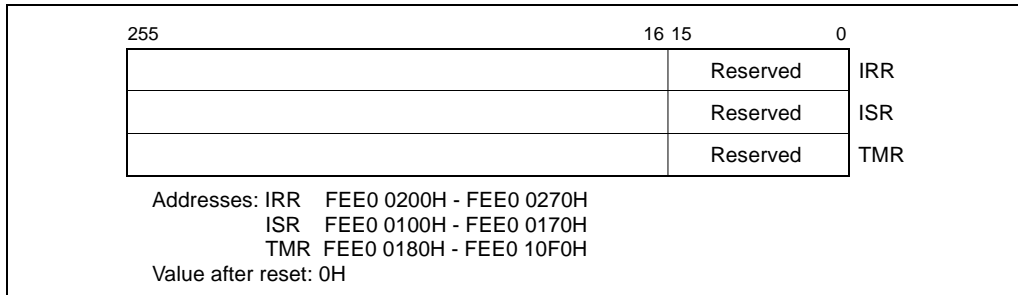 255 16 15 0
Reserved IRR
Reserved ISR
Reserved TMR
Addresses: IRR FEE0 0200H - FEE0 0270H
ISR FEE0 0100H - FEE0 0170H
TMR FEE0 0180H - FEE0 10F0H
Value after reset: 0H